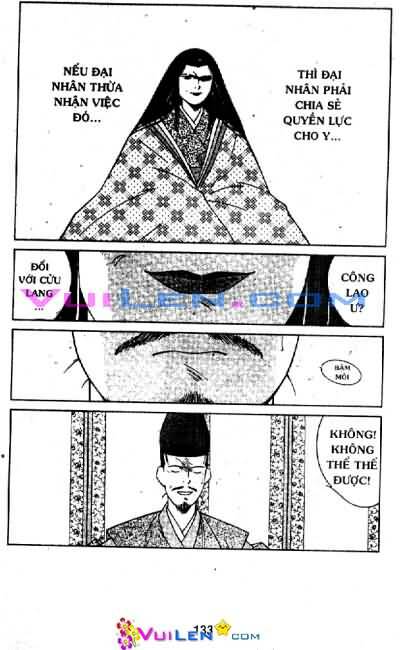 NẾU ĐẠI
NHÂN THỪA
NHẬN VIỆC
ĐÓ...
THÌ ĐẠI
NHÂN PHẢI
CHIA SẺ
QUYỀN LỰC
CHO Y...
ĐỐI
VỚI CỬU
LANG
...
CÔNG
LAO
Ư?
VUILEN.COM
BẶM
MÔI
KHÔNG!
KHÔNG
THỂ THẾ
ĐƯỢC!
133
VUILEN.COM